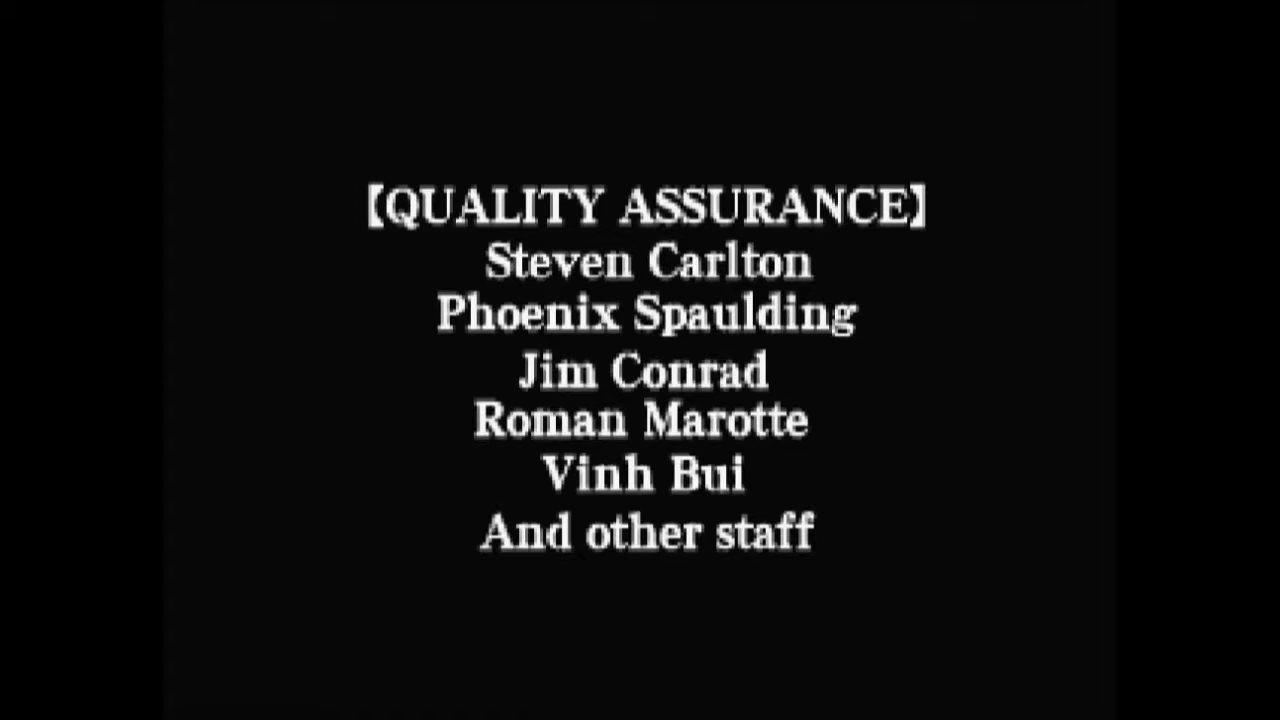 【QUALITY ASSURANCE】
Steven Carlton
Phoenix Spaulding
Jim Conrad
Roman Marotte
Vinh Bui
And other staff